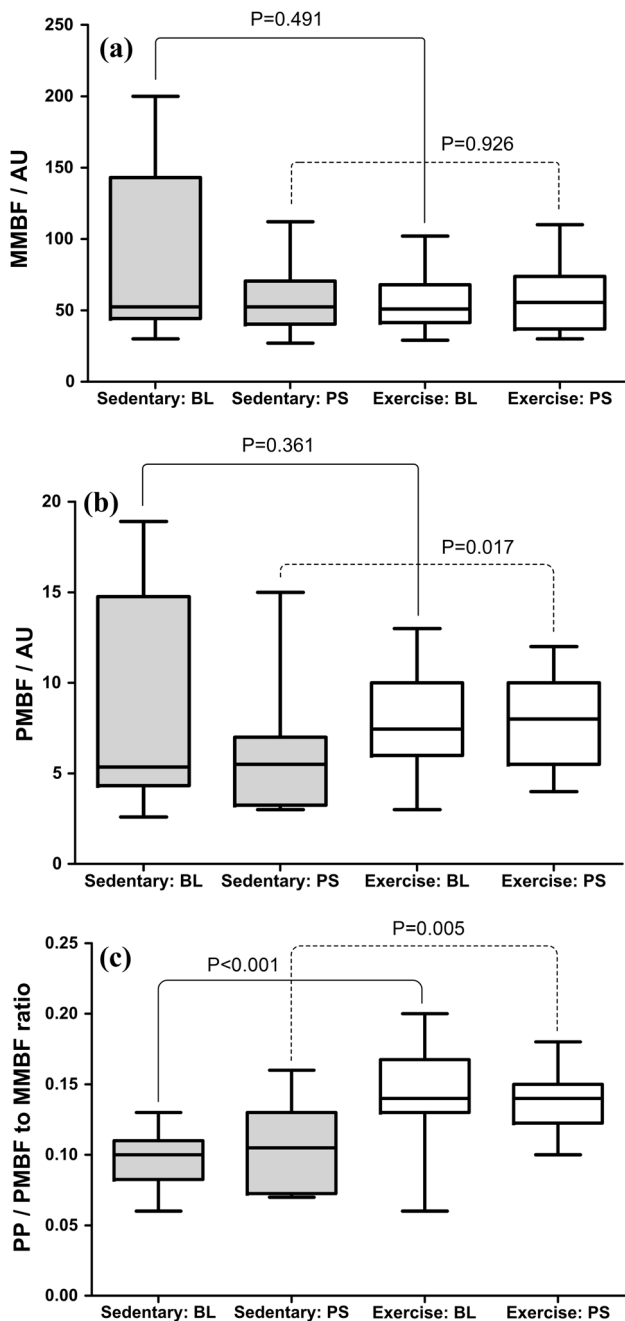 (a)
P=0.491
P=0.926
MMBF / AU
250
200
150
100
50
0
Sedentary: BL Sedentary: PS Exercise: BL Exercise: PS
(b)
P=0.361
P=0.017
PMBF / AU
20
15
10
5
0
Sedentary: BL Sedentary: PS Exercise: BL Exercise: PS
(c)
P=0.005
P<0.001
PP / PMBF to MMBF ratio
0.25
0.20
0.15
0.10
0.05
0.00
Sedentary: BL Sedentary: PS Exercise: BL Exercise: PS